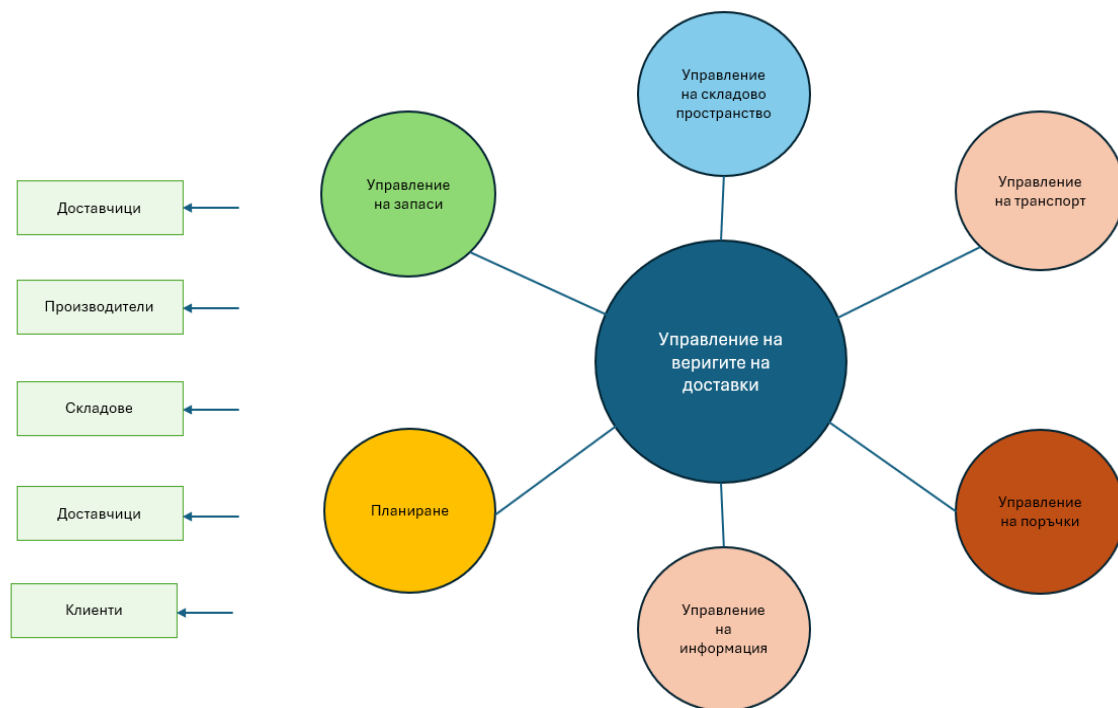 Управление
на складово
пространство
Управление
на запаси
Управление
на транспорт
Доставчици
Производители
Управление на
веригите на
доставки
Складове
Доставчици
Планиране
Управление
на поръчки
Клиенти
Управление
на
информация